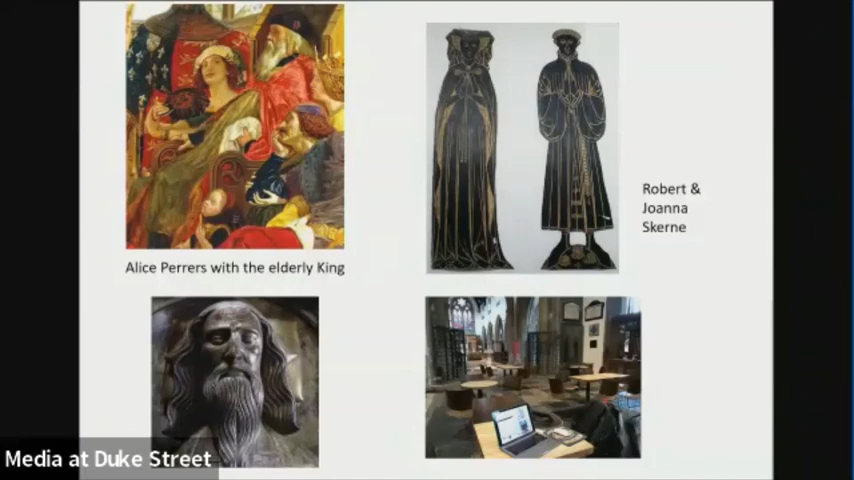 Alice Perrers with the elderly King
Robert &
Joanna
Skerne
Media at Duke Street